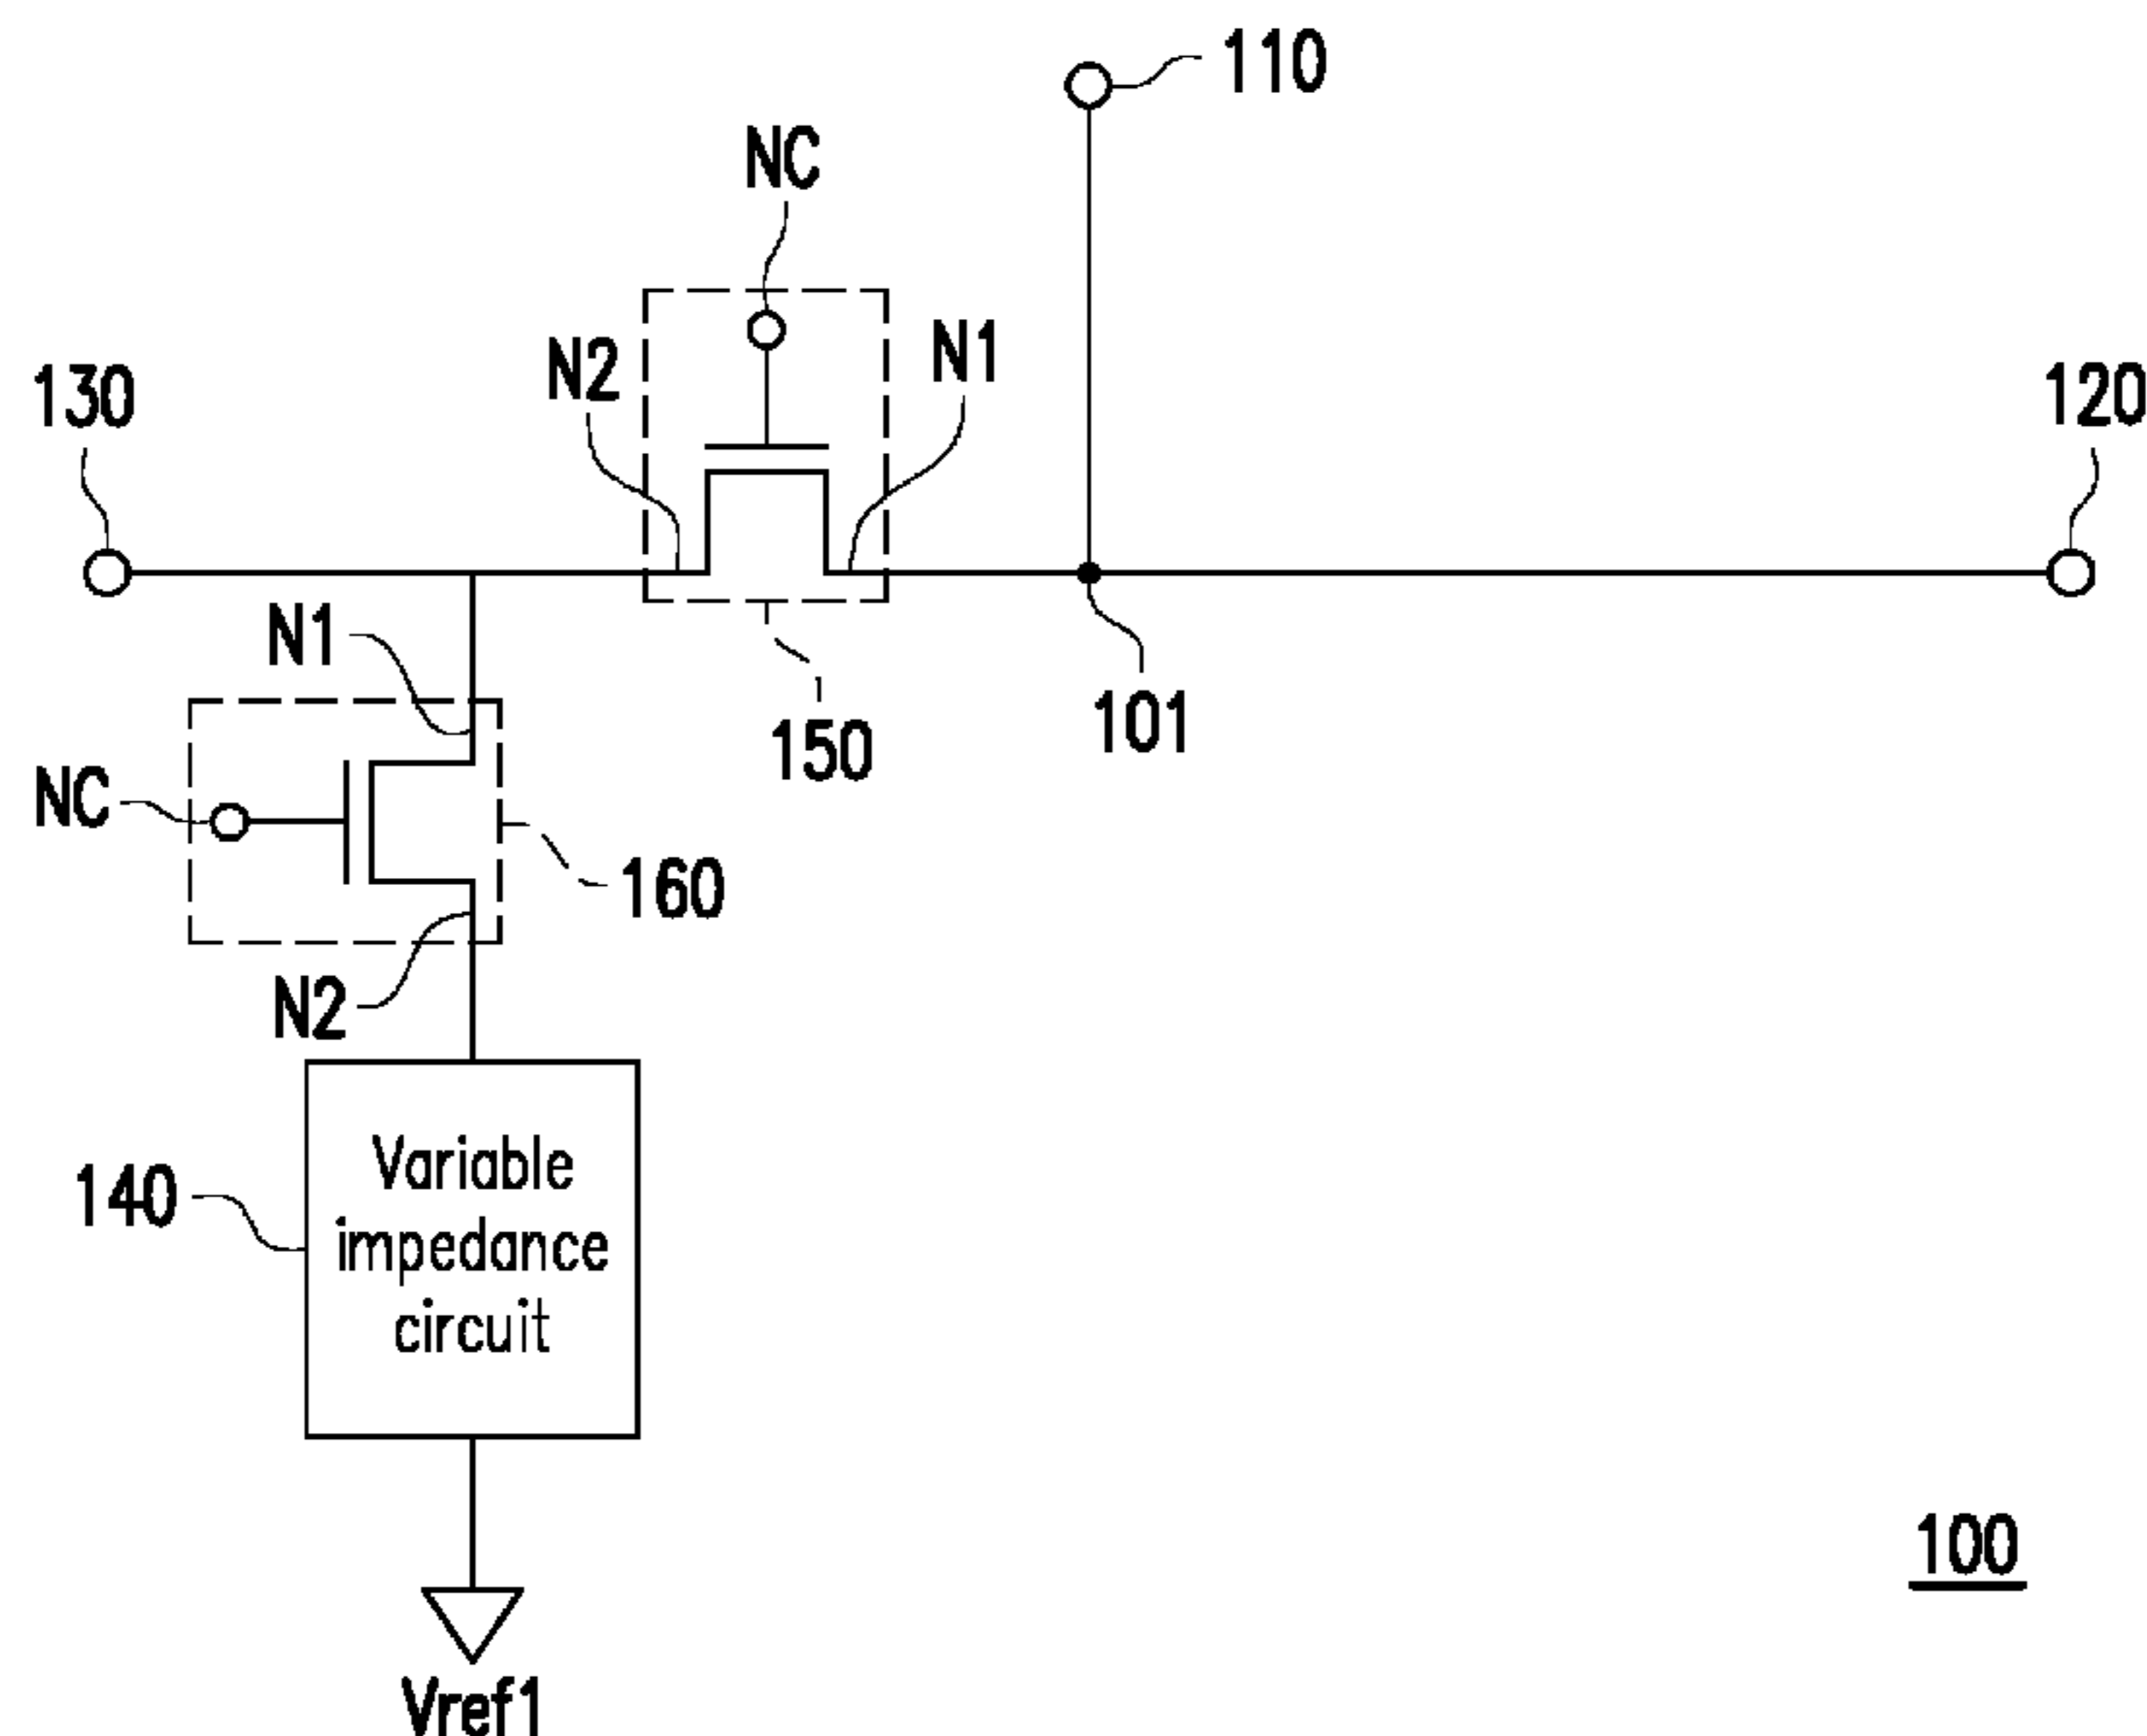 110
NC
N2
N1
130
120
N1
150
101
NC
160
N2
140
Variable
impedance
circuit
100
Vref1